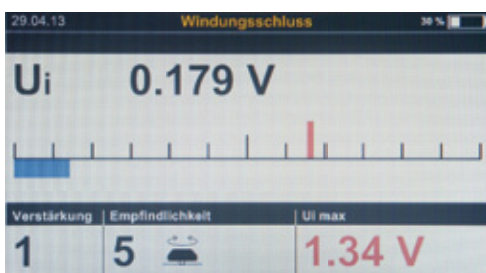 29.04.13 Windungsschluss 30 %
Ui 0.179 V
Verstärkung Empfindlichkeit Ui max
1 5 1.34 V